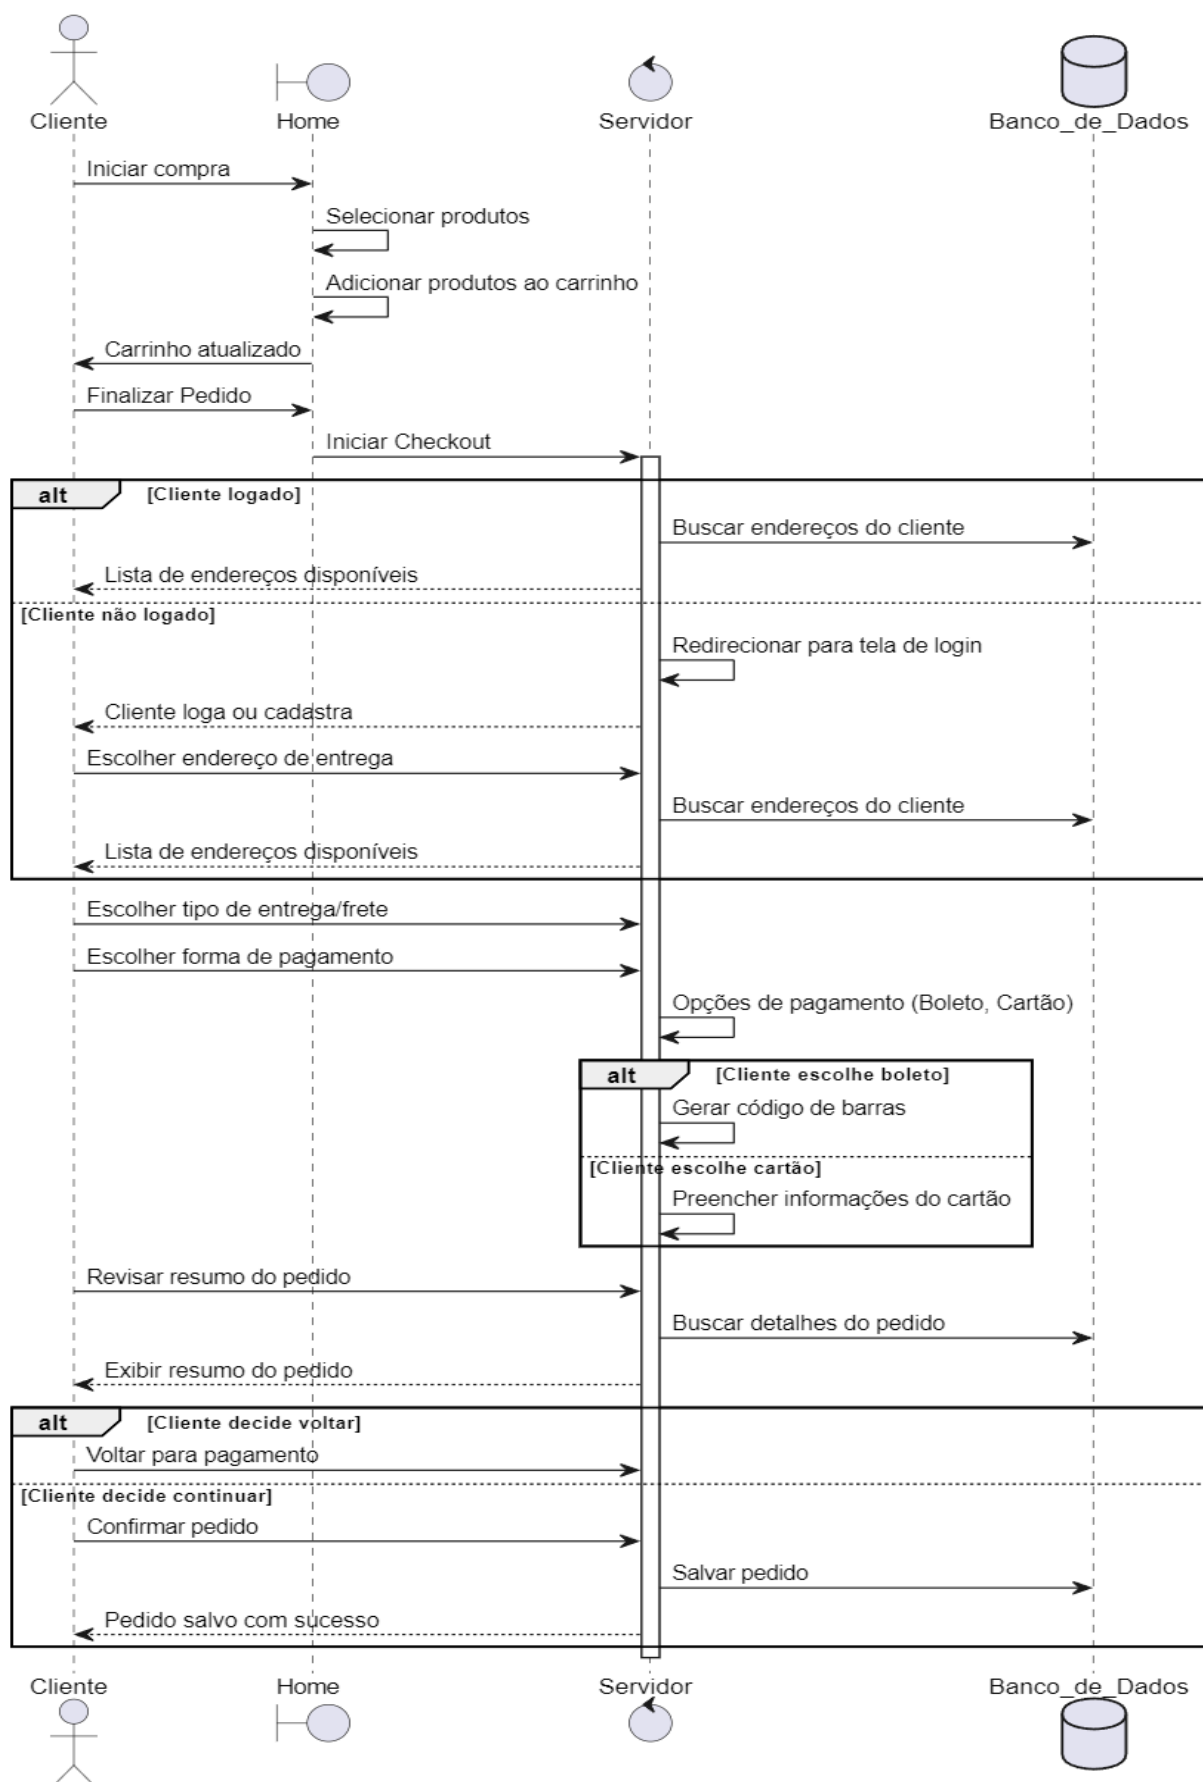 Cliente Home Servidor Banco_de_Dados
Iniciar compra
Selecionar produtos
Adicionar produtos ao carrinho
Carrinho atualizado
Finalizar Pedido
Iniciar Checkout
alt [Cliente logado]
Buscar endereços do cliente
Lista de endereços disponíveis
[Cliente não logado]
Redirecionar para tela de login
Cliente loga ou cadastra
Escolher endereço de entrega
Buscar endereços do cliente
Lista de endereços disponíveis
Escolher tipo de entrega/frete
Escolher forma de pagamento
Opções de pagamento (Boleto, Cartão)
alt [Cliente escolhe boleto]
Gerar código de barras
[Cliente escolhe cartão]
Preencher informações do cartão
Revisar resumo do pedido
Buscar detalhes do pedido
Exibir resumo do pedido
alt [Cliente decide voltar]
Voltar para pagamento
[Cliente decide continuar]
Confirmar pedido
Salvar pedido
Pedido salvo com sucesso
Cliente Home Servidor Banco_de_Dados